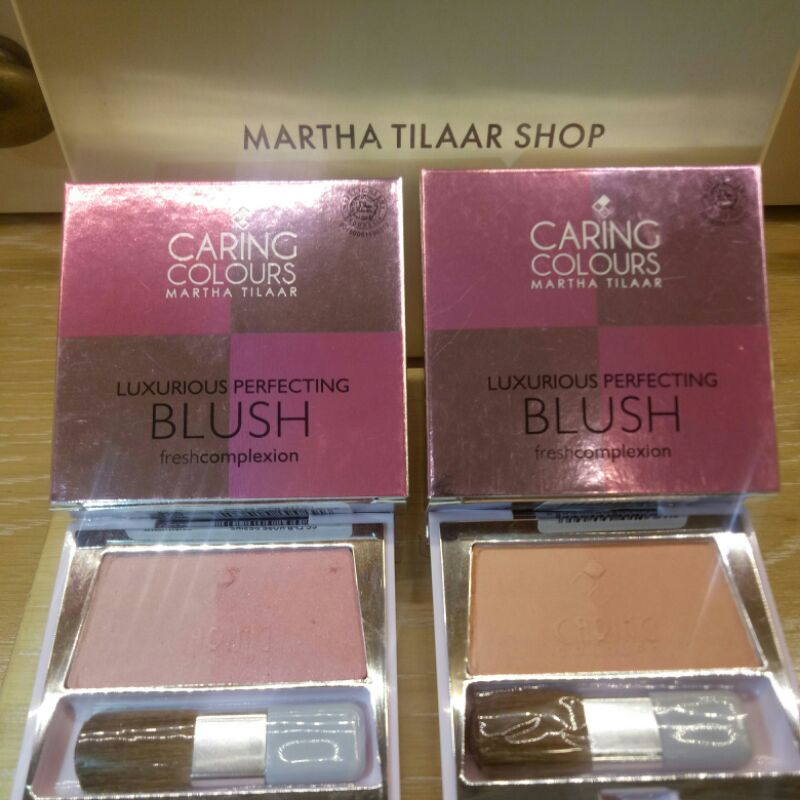 MARTHA TILAAR SHOP
CARING
COLOURS
MARTHA TILAAR
LUXURIOUS PERFECTING
BLUSH
freshcomplexion
CARING
COLOURS
MARTHA TILAAR
LUXURIOUS PERFECTING
BLUSH
freshcomplexion
CARING